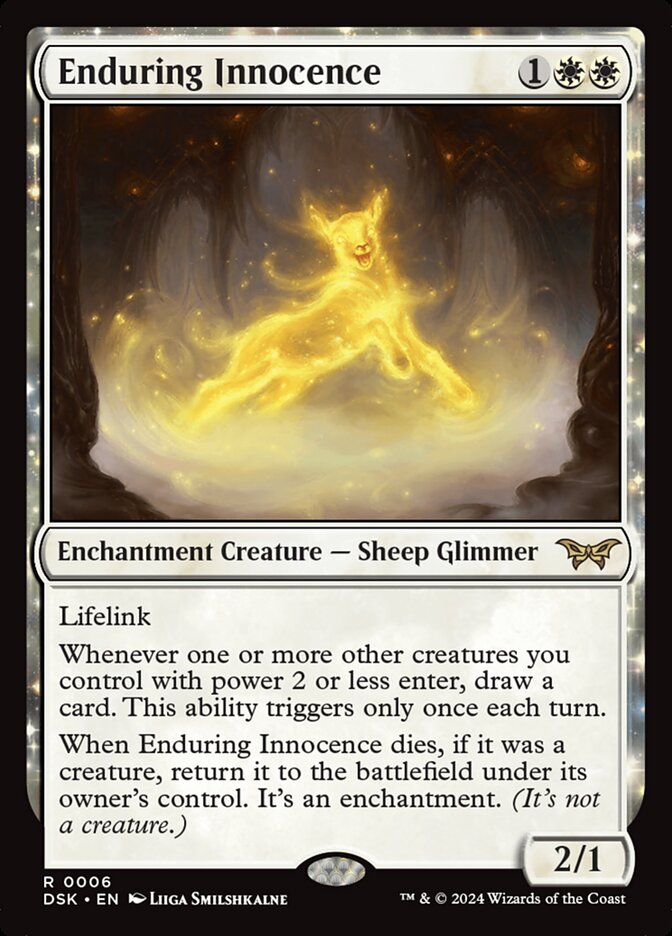 Enduring Innocence 1
Enchantment Creature — Sheep Glimmer
Lifelink
Whenever one or more other creatures you
control with power 2 or less enter, draw a
card. This ability triggers only once each turn.
When Enduring Innocence dies, if it was a
creature, return it to the battlefield under its
owner's control. It's an enchantment. (It's not
a creature.)
2/1
R 0006
DSK • EN Liiga Smilshkalne ™ & © 2024 Wizards of the Coast